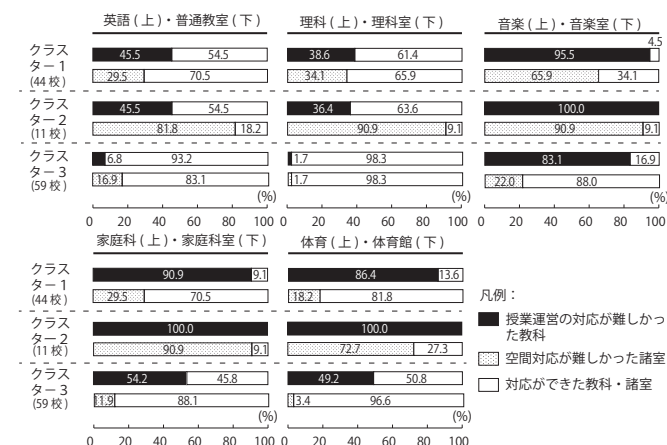 英語 ( 上 )・普通教室 ( 下 )
理科 ( 上 )・理科室 ( 下 )
音楽 ( 上 )・音楽室 ( 下 )
クラス
ター 1
(44 校 )
45.5 54.5
29.5 70.5
38.6 61.4
34.1 65.9
4.5
95.5
65.9 34.1
クラス
ター 2
(11 校 )
45.5 54.5
81.8 18.2
36.4 63.6
90.9 9.1
100.0
90.9 9.1
クラス
ター 3
(59 校 )
6.8 93.2
16.9 83.1
1.7 98.3
1.7 98.3
83.1 16.9
22.0 88.0
(%) (%) (%)
0 20 40 60 80 100
0 20 40 60 80 100
0 20 40 60 80 100
家庭科 ( 上 )・家庭科室 ( 下 )
体育 ( 上 )・体育館 ( 下 )
クラス
ター 1
(44 校 )
90.9 9.1
29.5 70.5
86.4 13.6
18.2 81.8
クラス
ター 2
(11 校 )
100.0
90.9 9.1
100.0
72.7 27.3
クラス
ター 3
(59 校 )
54.2 45.8
11.9 88.1
49.2 50.8
3.4 96.6
(%) (%)
0 20 40 60 80 100
0 20 40 60 80 100
凡例：
授業運営の対応が難しかっ
た教科
空間対応が難しかった諸室
対応ができた教科・諸室